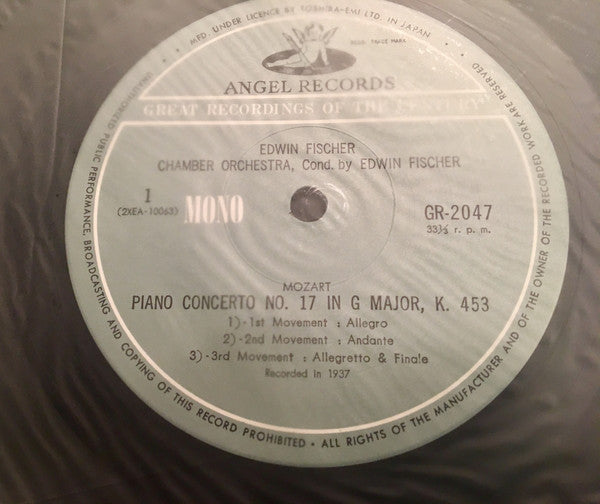 MFD. UNDER LICENCE BY TOSHIBA-EMI LTD. IN JAPAN
REGD. TRADE MARK
ANGEL RECORDS
GREAT RECORDINGS OF THE CENTURY
EDWIN FISCHER
CHAMBER ORCHESTRA, Cond. by EDWIN FISCHER
1
(2XEA-10063)
MONO
GR-2047
33⅓ r. p. m.
MOZART
PIANO CONCERTO NO. 17 IN G MAJOR, K. 453
1)-1st Movement : Allegro
2)-2nd Movement : Andante
3)-3rd Movement : Allegretto & Finale
Recorded in 1937
UNAUTHORIZED PUBLIC PERFORMANCE, BROADCASTING AND COPYING OF THIS RECORD PROHIBITED • ALL RIGHTS OF THE MANUFACTURER AND OF THE OWNER OF THE RECORDED WORK ARE RESERVED